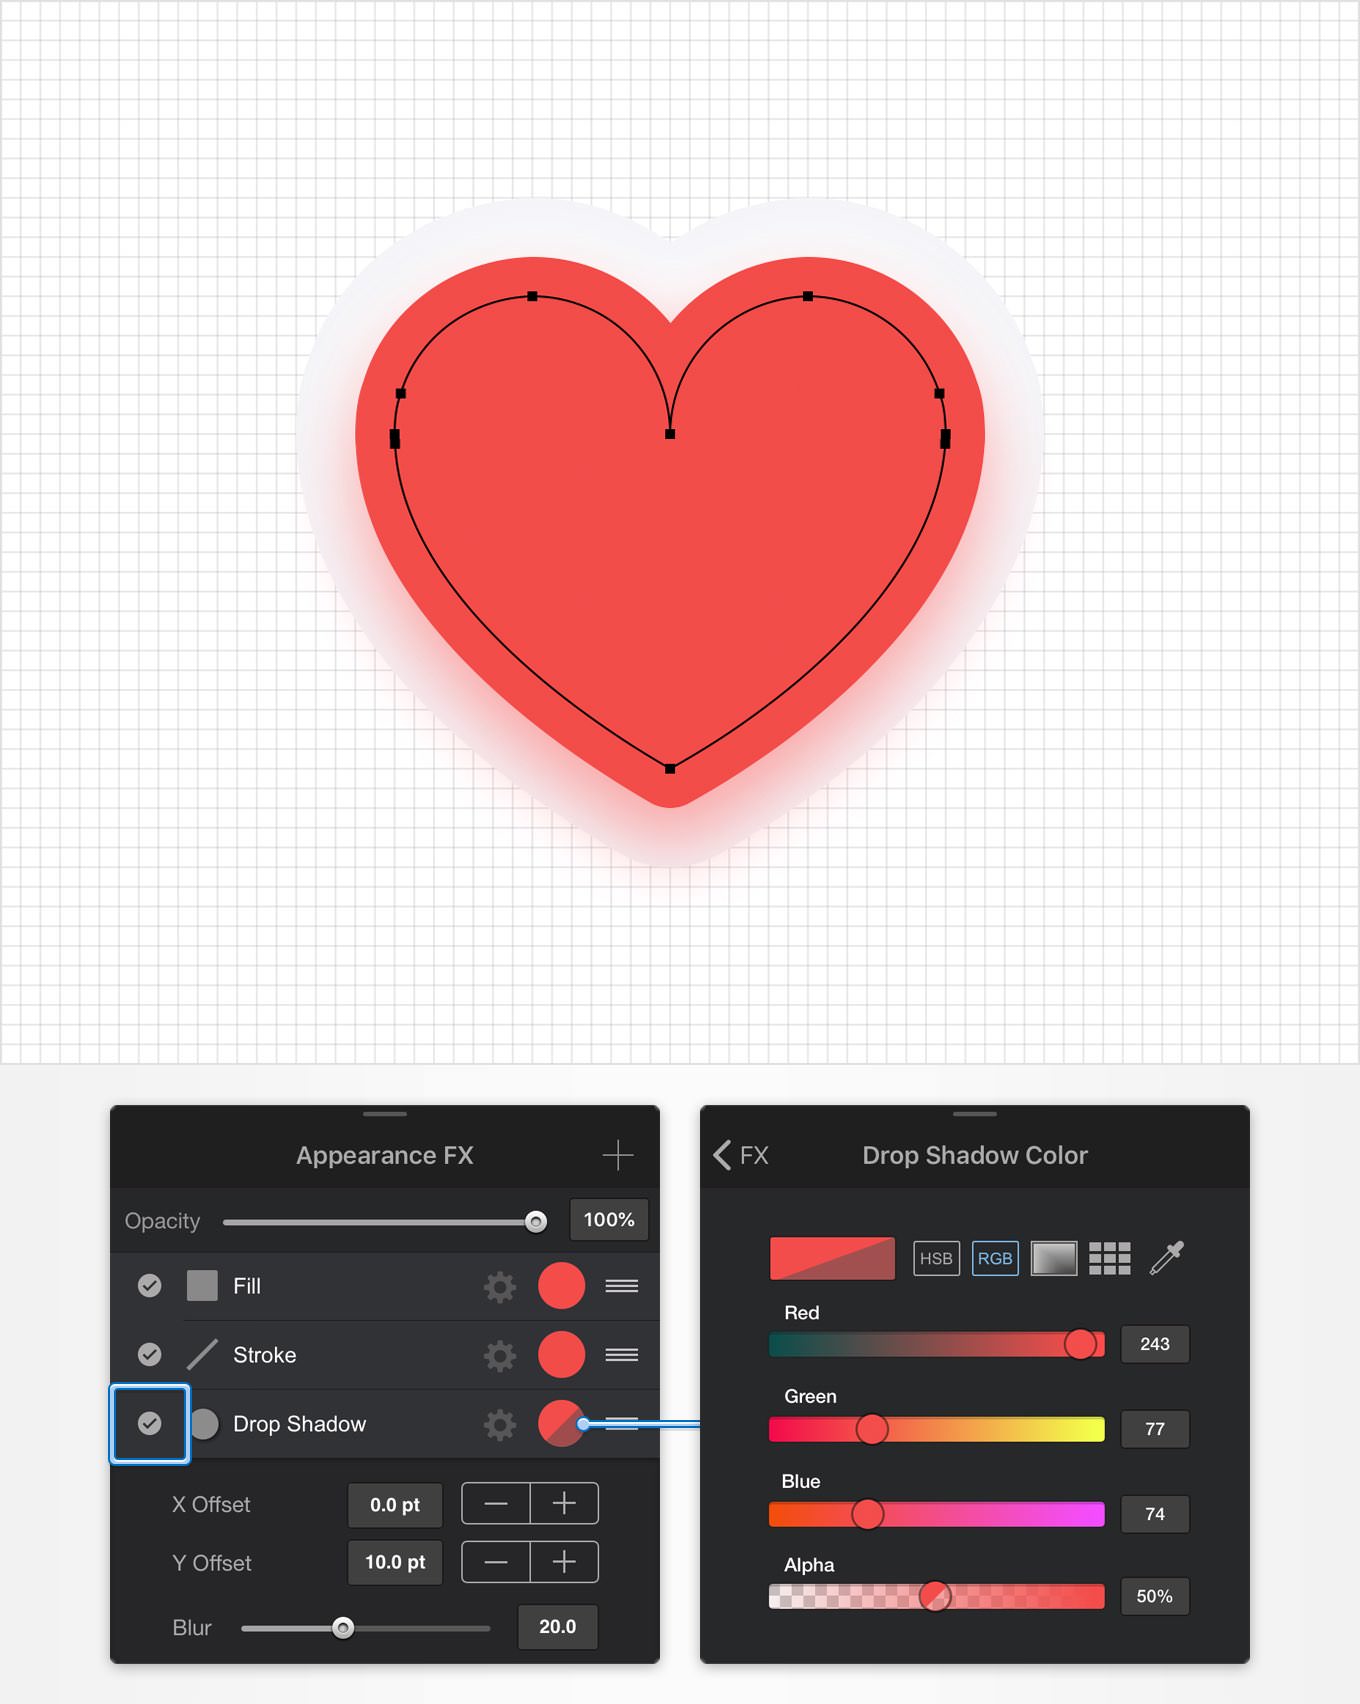 Appearance FX
Opacity 100%
Fill
Stroke
Drop Shadow
X Offset 0.0 pt
Y Offset 10.0 pt
Blur 20.0
FX Drop Shadow Color
HSB RGB
Red
243
Green
77
Blue
74
Alpha
50%